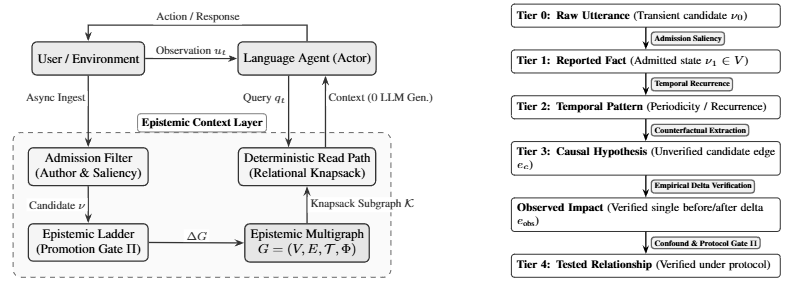 Action / Response
User / Environment
Observation uₜ
Language Agent (Actor)
Async Ingest
Query qₜ
Context (0 LLM Gen.)
Epistemic Context Layer
Admission Filter
(Author & Saliency)
Deterministic Read Path
(Relational Knapsack)
Candidate ν
Knapsack Subgraph 𝒦
Epistemic Ladder
(Promotion Gate Π)
ΔG
Epistemic Multigraph
G = (V, E, 𝒯, Φ)
Tier 0: Raw Utterance (Transient candidate ν₀)
Admission Saliency
Tier 1: Reported Fact (Admitted state ν₁ ∈ V)
Temporal Recurrence
Tier 2: Temporal Pattern (Periodicity / Recurrence)
Counterfactual Extraction
Tier 3: Causal Hypothesis (Unverified candidate edge
e_c)
Empirical Delta Verification
Observed Impact (Verified single before/after delta
e_obs)
Confound & Protocol Gate Π
Tier 4: Tested Relationship (Verified under protocol)